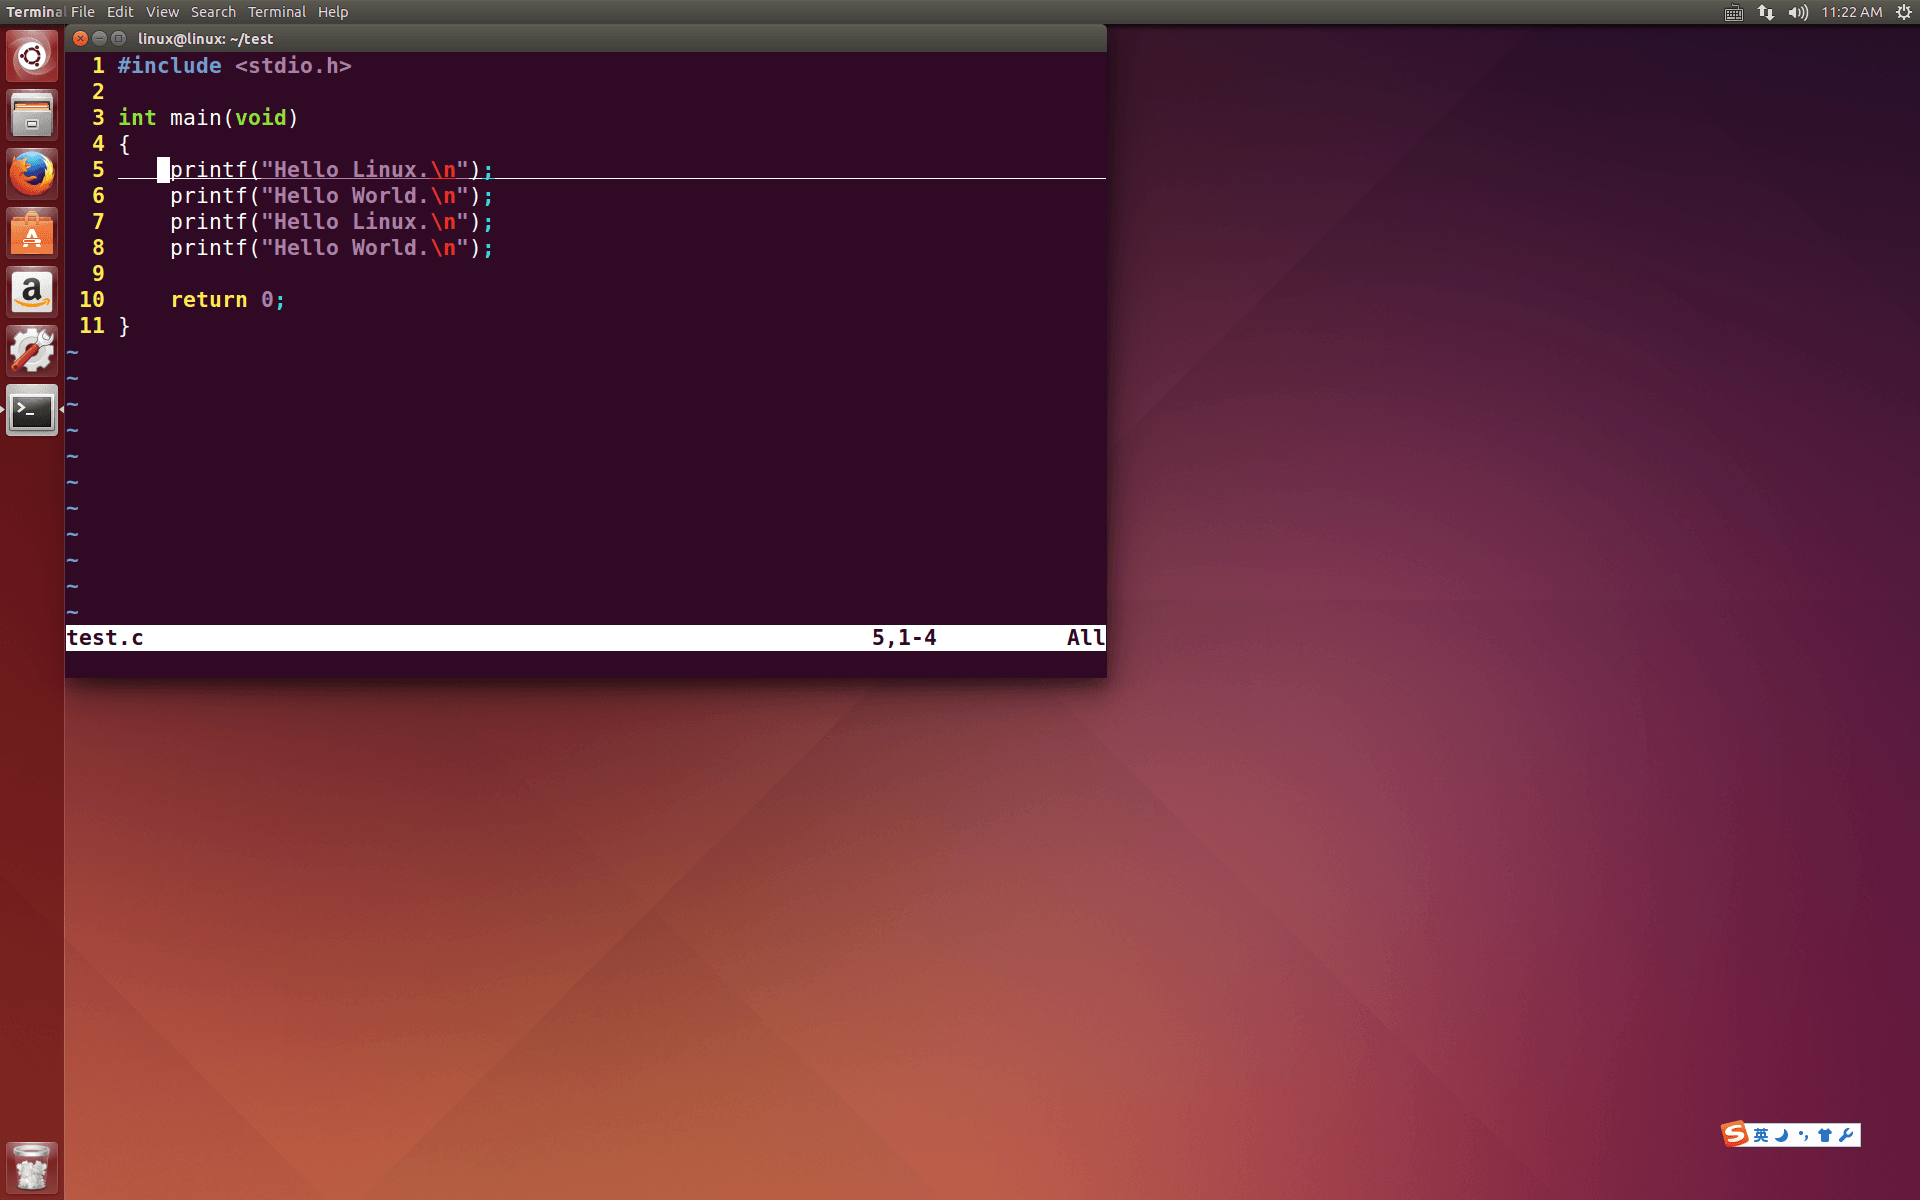 Terminal File Edit View Search Terminal Help
11:22 AM
linux@linux: ~/test
1 #include <stdio.h>
2
3 int main(void)
4 {
5     printf("Hello Linux.\n");
6     printf("Hello World.\n");
7     printf("Hello Linux.\n");
8     printf("Hello World.\n");
9
10     return 0;
11 }
~
~
~
~
~
~
~
~
~
~
~
test.c 5,1-4 All
英